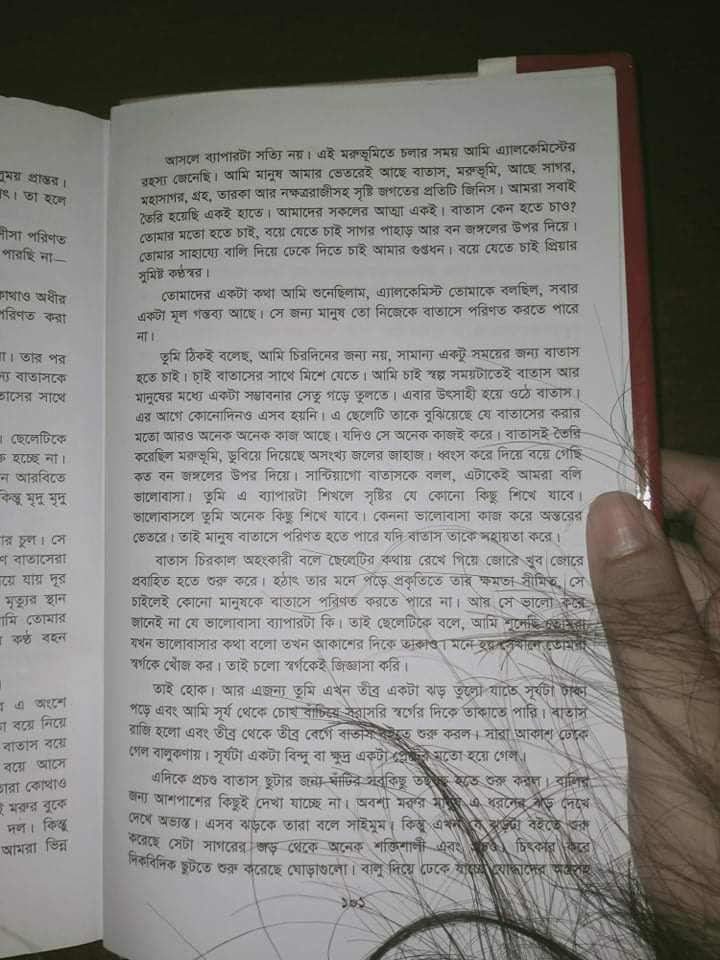 ুময় প্রান্তর।
ৎ। তা হলে
ীসা পরিণত
পারছি না—
কাথাও অধীর
পরিণত করা
া। তার পর
ন্য বাতাসকে
তাসের সাথে
। ছেলেটিকে
ক্ত হচ্ছে না।
ন আরবিতে
কিন্তু মৃদু মৃদু
ার চুল। সে
ণ বাতাসেরা
য়ে যায় দূর
মৃত্যুর স্থান
ামি তোমার
কণ্ঠ বহন
।
র এ অংশে
া বয়ে নিয়ে
বাতাস বয়ে
বয়ে আসে
তারা কোথাও
ই মরুর বুকে
দল। কিন্তু
আমরা ভিন্ন
আসলে ব্যাপারটা সত্যি নয়। এই মরুভূমিতে চলার সময় আমি এ্যালকেমিস্টের
রহস্য জেনেছি। আমি মানুষ আমার ভেতরেই আছে বাতাস, মরুভূমি, আছে সাগর,
মহাসাগর, গ্রহ, তারকা আর নক্ষত্ররাজীসহ সৃষ্টি জগতের প্রতিটি জিনিস। আমরা সবাই
তৈরি হয়েছি একই হাতে। আমাদের সকলের আত্মা একই। বাতাস কেন হতে চাও?
তোমার মতো হতে চাই, বয়ে যেতে চাই সাগর পাহাড় আর বন জঙ্গলের উপর দিয়ে।
তোমার সাহায্যে বালি দিয়ে ঢেকে দিতে চাই আমার গুপ্তধন। বয়ে যেতে চাই প্রিয়ার
সুমিষ্ট কণ্ঠস্বর।
তোমাদের একটা কথা আমি শুনেছিলাম, এ্যালকেমিস্ট তোমাকে বলছিল, সবার
একটা মূল গন্তব্য আছে। সে জন্য মানুষ তো নিজেকে বাতাসে পরিণত করতে পারে
না।
তুমি ঠিকই বলেছ, আমি চিরদিনের জন্য নয়, সামান্য একটু সময়ের জন্য বাতাস
হতে চাই। চাই বাতাসের সাথে মিশে যেতে। আমি চাই স্বল্প সময়টাতেই বাতাস আর
মানুষের মধ্যে একটা সম্ভাবনার সেতু গড়ে তুলতে। এবার উৎসাহী হয়ে ওঠে বাতাস।
এর আগে কোনোদিনও এসব হয়নি। এ ছেলেটি তাকে বুঝিয়েছে যে বাতাসের করার
মতো আরও অনেক অনেক কাজ আছে। যদিও সে অনেক কাজই করে। বাতাসই তৈরি
করেছিল মরুভূমি, ডুবিয়ে দিয়েছে অসংখ্য জলের জাহাজ। ধ্বংস করে দিয়ে বয়ে গেছি
কত বন জঙ্গলের উপর দিয়ে। সান্টিয়াগো বাতাসকে বলল, এটাকেই আমরা বলি
ভালোবাসা। তুমি এ ব্যাপারটা শিখলে সৃষ্টির যে কোনো কিছু শিখে যাবে।
ভালোবাসলে তুমি অনেক কিছু শিখে যাবে। কেননা ভালোবাসা কাজ করে অন্তরের
ভেতরে। তাই মানুষ বাতাসে পরিণত হতে পারে যদি বাতাস তাকে সহায়তা করে।
বাতাস চিরকাল অহংকারী বলে ছেলেটির কথায় রেখে গিয়ে জোরে খুব জোরে
প্রবাহিত হতে শুরু করে। হঠাৎ তার মনে পড়ে প্রকৃতিতে তার ক্ষমতা সীমিত। সে
চাইলেই কোনো মানুষকে বাতাসে পরিণত করতে পারে না। আর সে ভালো করে
জানেই না যে ভালোবাসা ব্যাপারটা কি। তাই ছেলেটিকে বলে, আমি শুনেছি তোমরা
যখন ভালোবাসার কথা বলো তখন আকাশের দিকে তাকাও। মনে হয় সেখানে তোমরা
স্বর্গকে খোঁজ কর। তাই চলো স্বর্গকেই জিজ্ঞাসা করি।
তাই হোক। আর এজন্য তুমি এখন তীব্র একটা ঝড় তুলো যাতে সূর্যটা ঢাকা
পড়ে এবং আমি সূর্য থেকে চোখ বাঁচিয়ে সরাসরি স্বর্গের দিকে তাকাতে পারি। বাতাস
রাজি হলো এবং তীব্র থেকে তীব্র বেগে বাতাস বইতে শুরু করল। সারা আকাশ ঢেকে
গেল বালুকণায়। সূর্যটা একটা বিন্দু বা ক্ষুদ্র একটা প্লেটের মতো হয়ে গেল।
এদিকে প্রচণ্ড বাতাস ছুটার জন্য ঘাঁটির সবকিছু তছনছ হতে শুরু করল। বালির
জন্য আশপাশের কিছুই দেখা যাচ্ছে না। অবশ্য মরুর মানুষ এ ধরনের ঝড় দেখে
দেখে অভ্যস্ত। এসব ঝড়কে তারা বলে সাইমুম। কিন্তু এখন যে ঝড়টা বইতে শুরু
করেছে সেটা সাগরের ঝড় থেকে অনেক শক্তিশালী এবং প্রচণ্ড। চিৎকার করে
দিকবিদিক ছুটতে শুরু করেছে ঘোড়াগুলো। বালু দিয়ে ঢেকে যাচ্ছে যোদ্ধাদের অস্ত্রসহ
১০১